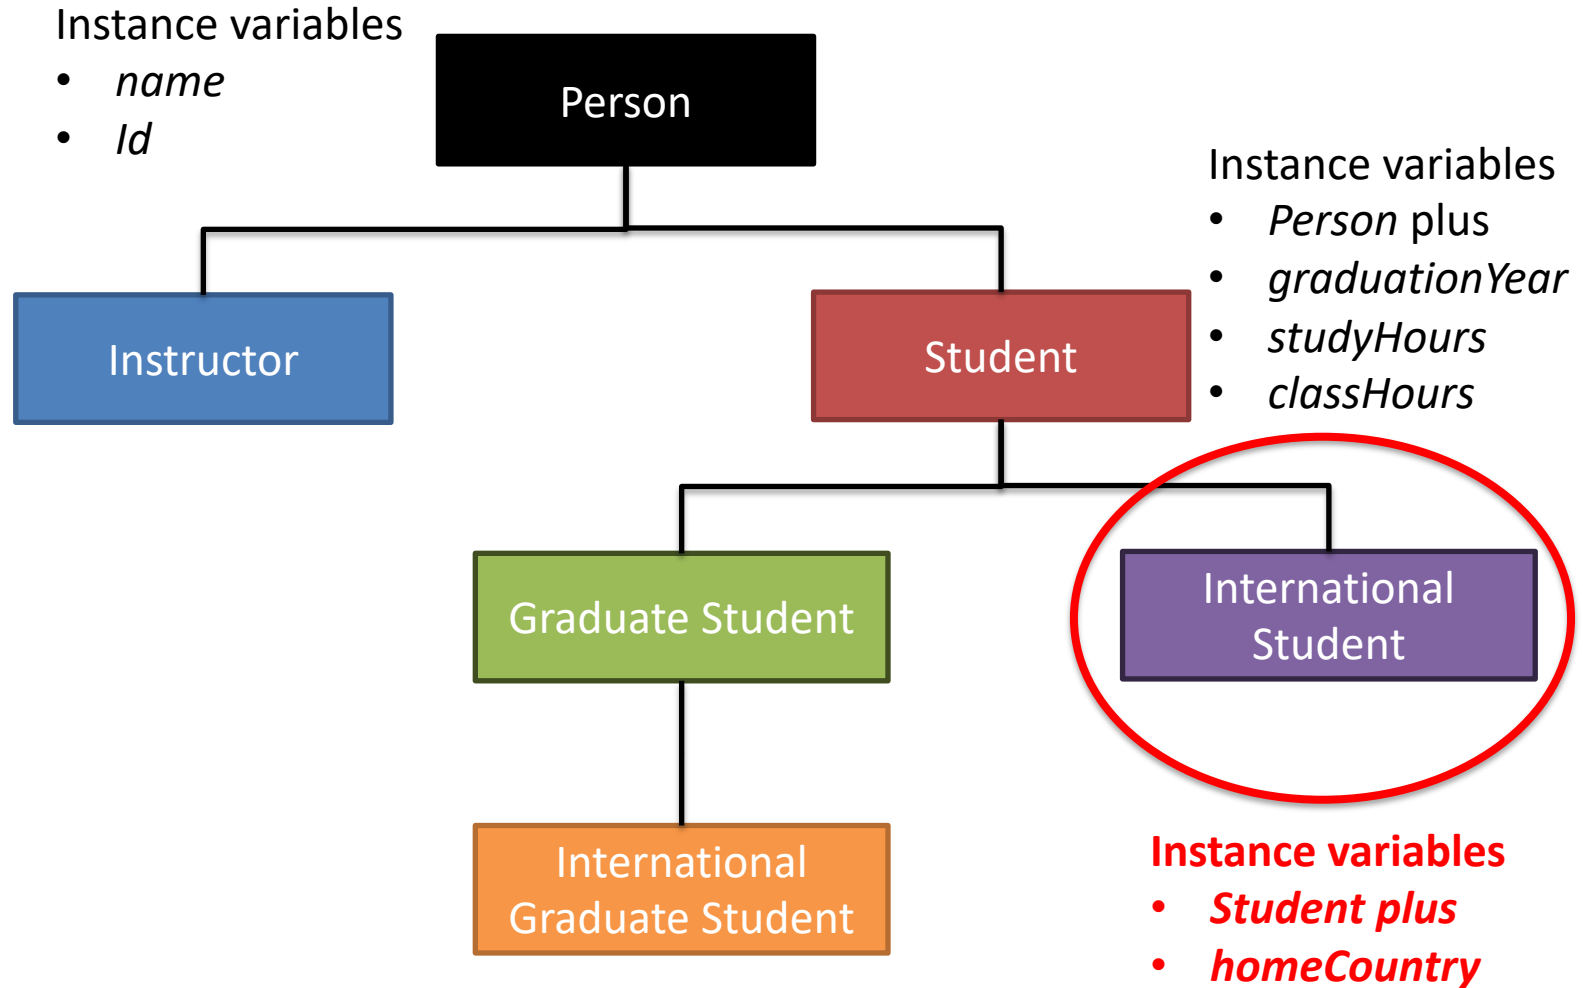 Instance variables
• name
• Id
Person
Instance variables
• Person plus
• graduationYear
• studyHours
• classHours
Instructor
Student
Graduate Student
International
Student
International
Graduate Student
Instance variables
• Student plus
• homeCountry